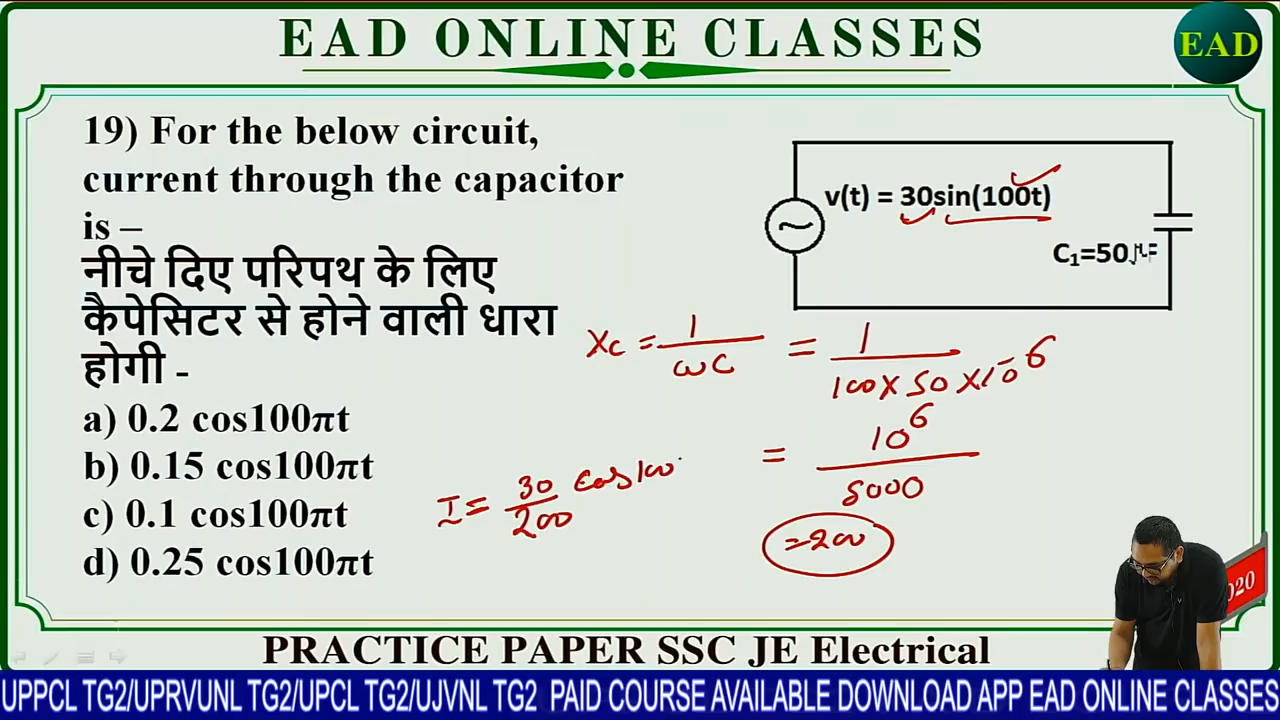 EAD ONLINE CLASSES
EAD
19) For the below circuit,
current through the capacitor
is –
नीचे दिए परिपथ के लिए
कैपेसिटर से होने वाली धारा
होगी -
a) 0.2 cos100πt
b) 0.15 cos100πt
c) 0.1 cos100πt
d) 0.25 cos100πt
v(t) = 30sin(100t)
C₁=50μF
Xc = 1/ωC = 1/100×50×10⁻⁶
= 10⁶/5000
=200
I = 30/200 cos100
020
PRACTICE PAPER SSC JE Electrical
UPPCL TG2/UPRVUNL TG2/UPCL TG2/UJVNL TG2 PAID COURSE AVAILABLE DOWNLOAD APP EAD ONLINE CLASSES